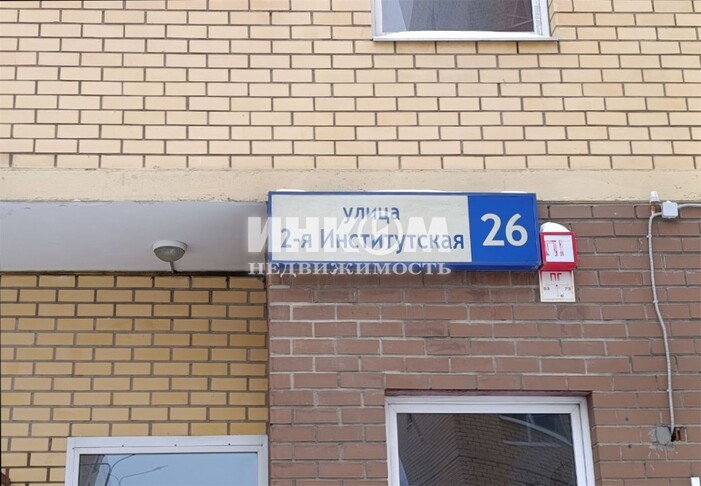 улица
2-я Институтская
26
ИНКОМ
НЕДВИЖИМОСТЬ
ПГ